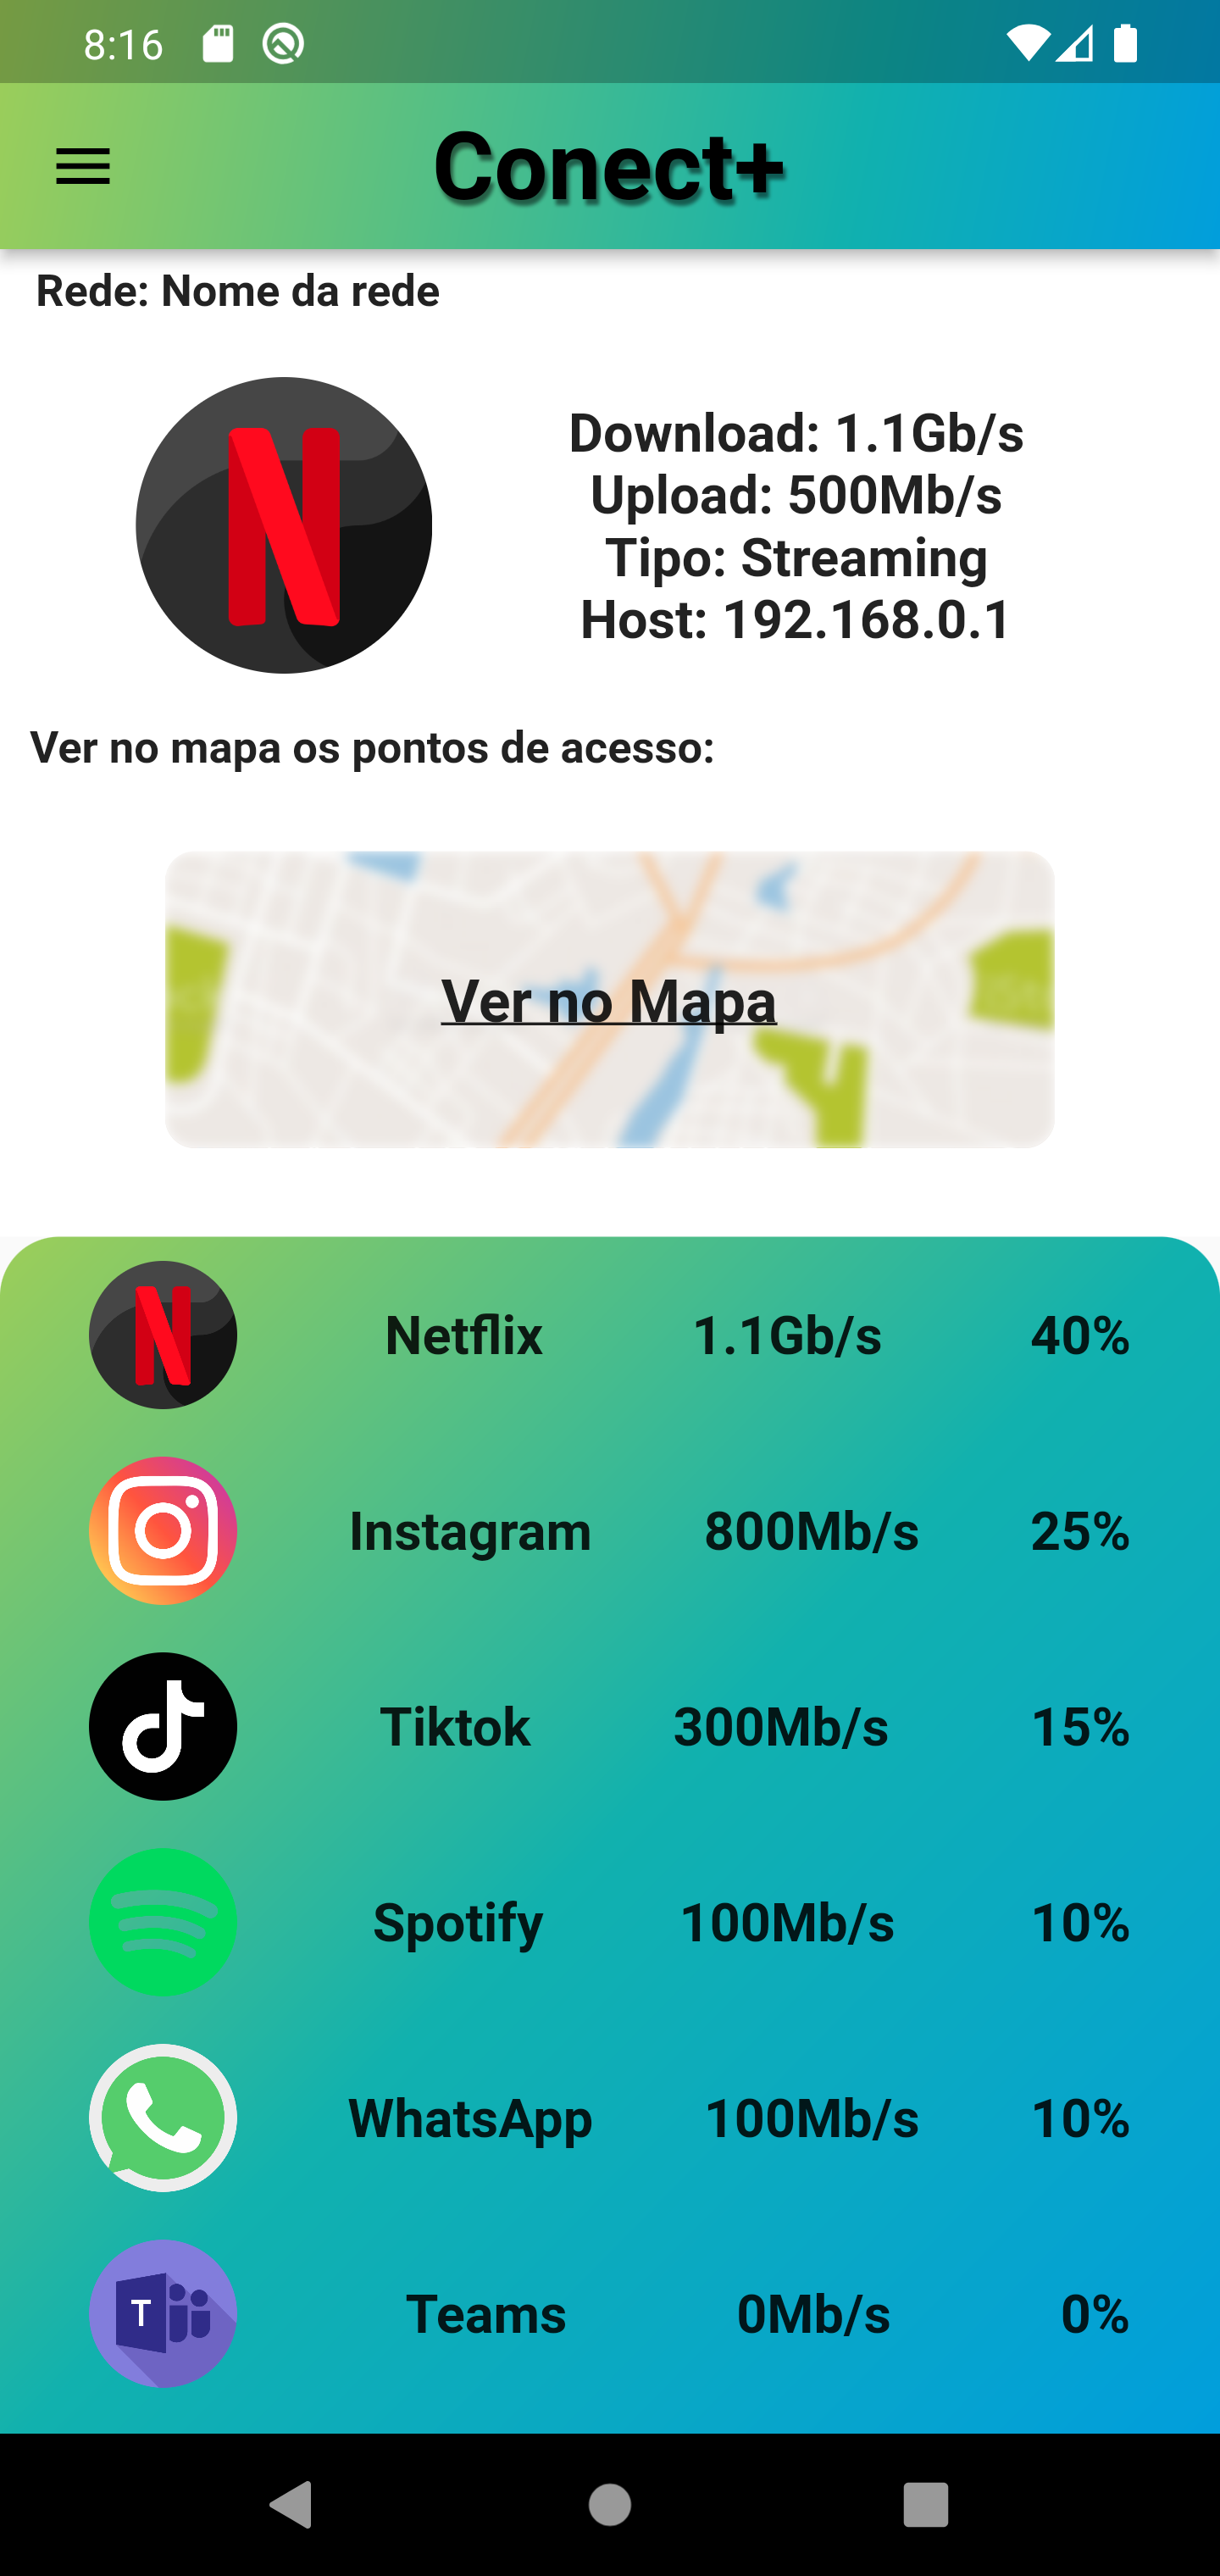 8:16
Conect+
Rede: Nome da rede
Download: 1.1Gb/s
Upload: 500Mb/s
Tipo: Streaming
Host: 192.168.0.1
Ver no mapa os pontos de acesso:
Ver no Mapa
Netflix 1.1Gb/s 40%
Instagram 800Mb/s 25%
Tiktok 300Mb/s 15%
Spotify 100Mb/s 10%
WhatsApp 100Mb/s 10%
T Teams 0Mb/s 0%